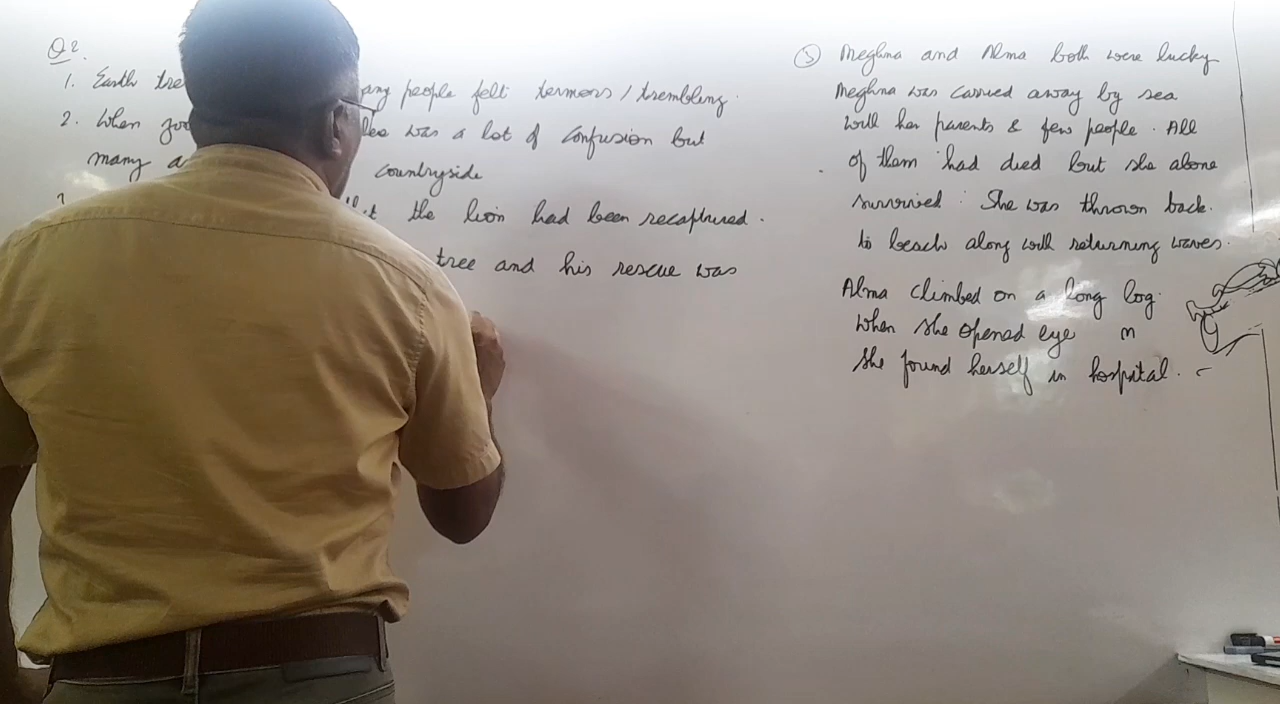 Q2.
1. Earth tre any people felt termors / trembling.
2. When zoo was a lot of confusion but
many a countryside
the lion had been recaptured.
tree and his rescue was
③ Meghna and Alma both were lucky
Meghna was carried away by sea
with her parents & few people. All
of them had died but she alone
survived. She was thrown back.
to beach along with returning waves.
Alma climbed on a long log.
When she opened eye m
She found herself in hospital.